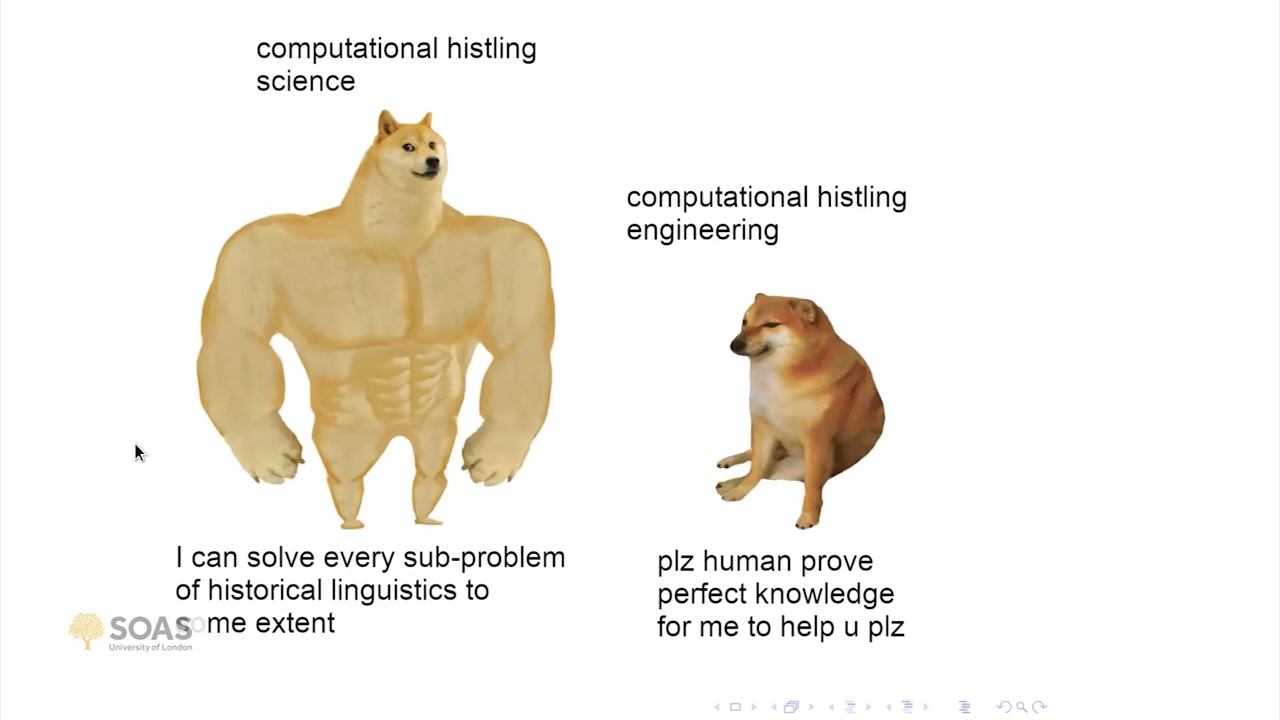 computational histling
science
computational histling
engineering
I can solve every sub-problem
of historical linguistics to
some extent
plz human prove
perfect knowledge
for me to help u plz
SOAS
University of London